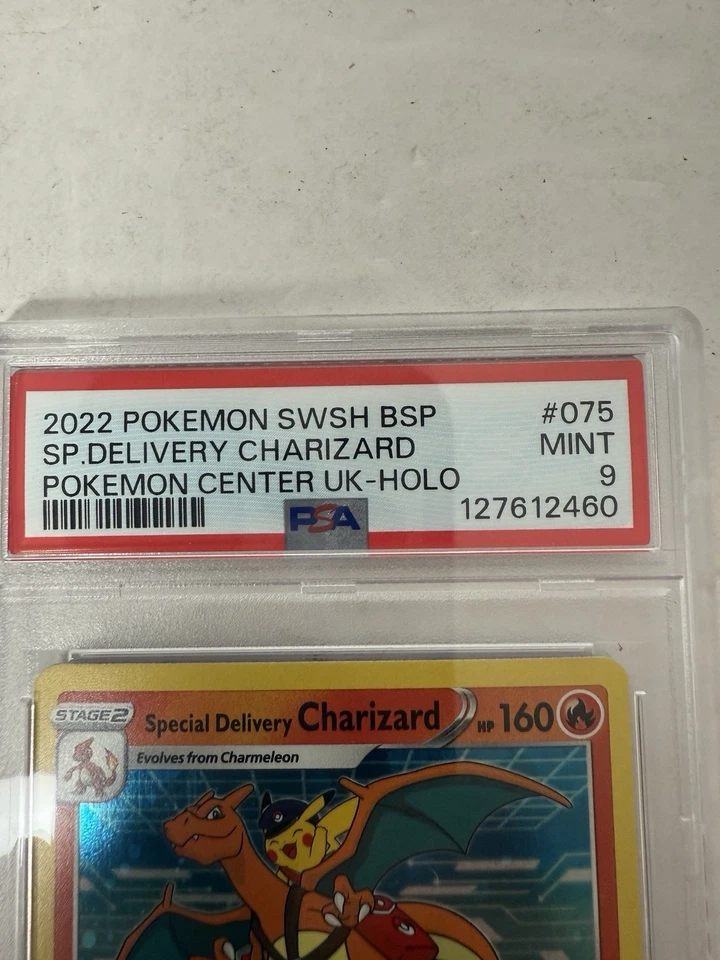 2022 POKEMON SWSH BSP #075
SP.DELIVERY CHARIZARD MINT
POKEMON CENTER UK-HOLO 9
PSA 127612460
STAGE2 Special Delivery Charizard HP 160
Evolves from Charmeleon